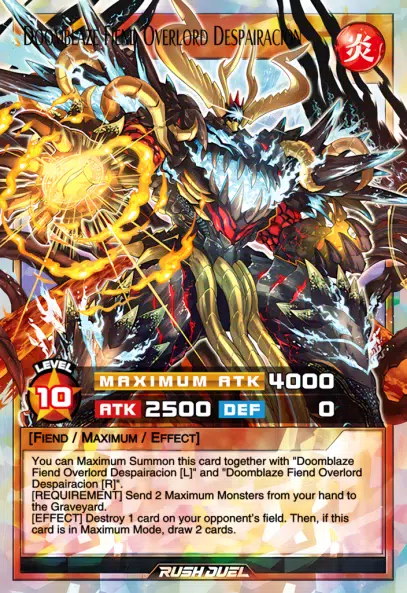 Doomblaze Fiend Overlord Despairacion
炎
LEVEL
10
MAXIMUM ATK 4000
ATK 2500 DEF 0
[FIEND / MAXIMUM / EFFECT]
You can Maximum Summon this card together with "Doomblaze
Fiend Overlord Despairacion [L]" and "Doomblaze Fiend Overlord
Despairacion [R]".
[REQUIREMENT] Send 2 Maximum Monsters from your hand to
the Graveyard.
[EFFECT] Destroy 1 card on your opponent's field. Then, if this
card is in Maximum Mode, draw 2 cards.
RUSH DUEL